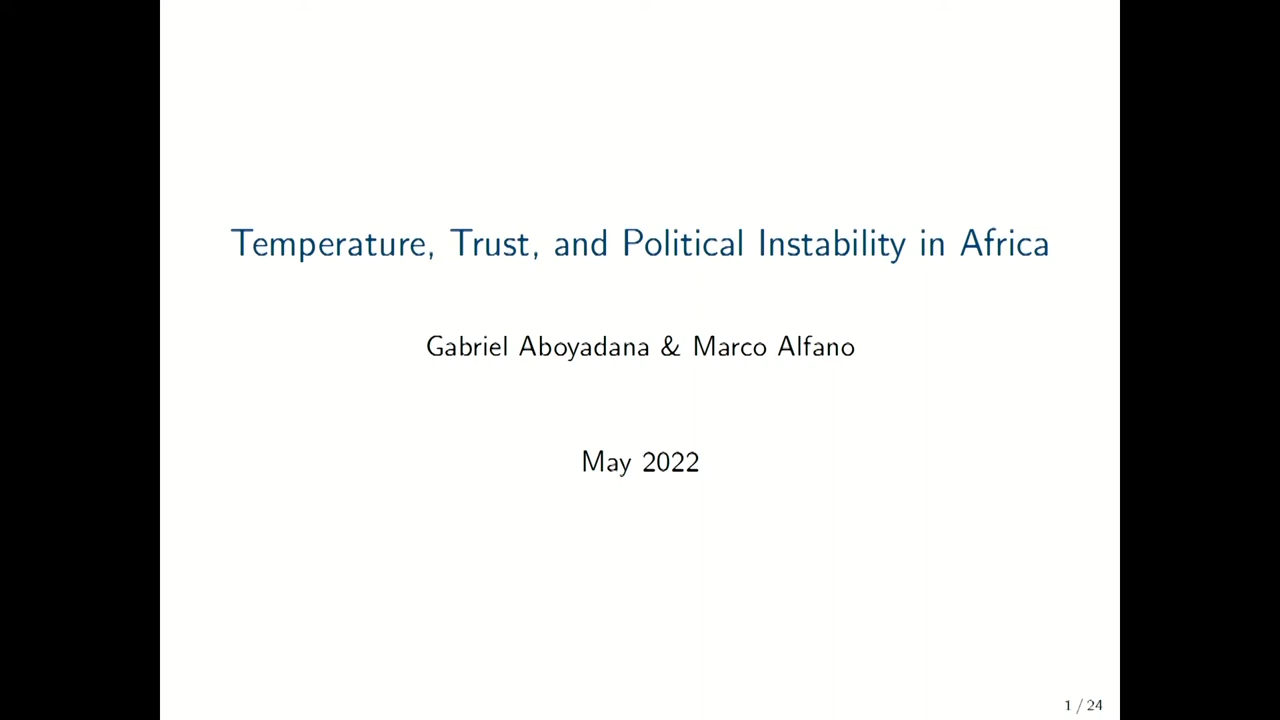 Temperature, Trust, and Political Instability in Africa
Gabriel Aboyadana & Marco Alfano
May 2022
1 / 24